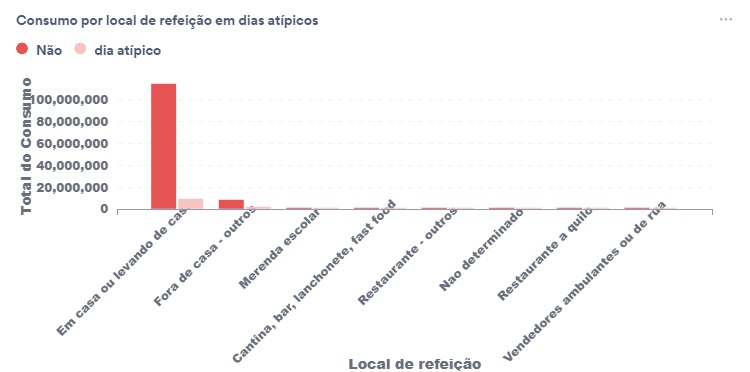 Consumo por local de refeição em dias atípicos
...
Não dia atípico
Total do Consumo
100,000,000
80,000,000
60,000,000
40,000,000
20,000,000
0
Em casa ou levando de cas
Fora de casa - outros
Merenda escolar
Cantina, bar, lanchonete, fast food
Restaurante - outros
Nao determinado
Restaurante a quilo
Vendedores ambulantes ou de rua
Local de refeição